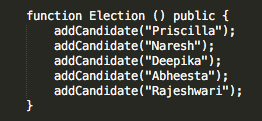 function Election () public {
    addCandidate("Priscilla");
    addCandidate("Naresh");
    addCandidate("Deepika");
    addCandidate("Abheesta");
    addCandidate("Rajeshwari");
}